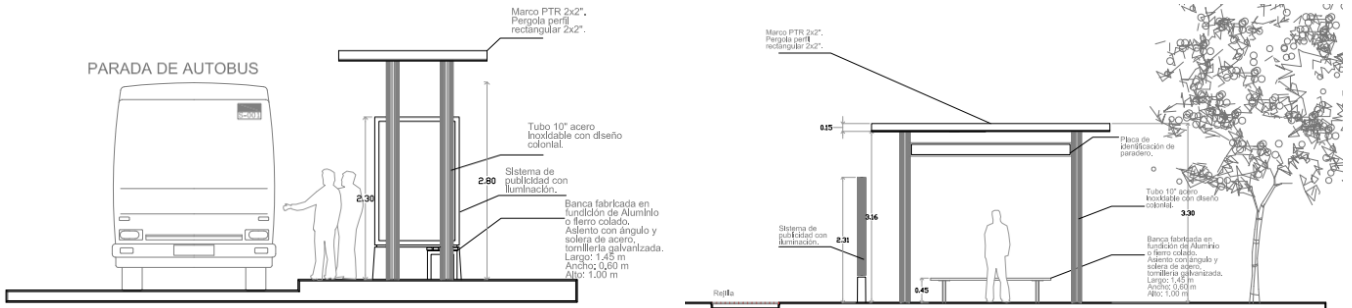 Marco PTR 2x2",
Pergola perfil
rectangular 2x2".
PARADA DE AUTOBUS
Tubo 10" acero
Inoxidable con diseño
colonial.
2.80
2.30
Sistema de
publicidad con
iluminación.
Banca fabricada en
fundición de Aluminio
o fierro colado.
Asiento con ángulo y
solera de acero,
tornillería galvanizada.
Largo: 1.45 m
Ancho: 0.60 m
Alto: 1.00 m
Marco PTR 2x2",
Pergola perfil
rectangular 2x2".
0.15
Placa de
identificación de
paradero.
Tubo 10" acero
Inoxidable con diseño
colonial.
3.30
3.16
2.31
Sistema de
publicidad con
iluminación.
Banca fabricada en
fundición de Aluminio
o fierro colado.
Asiento con ángulo y
solera de acero,
tornillería galvanizada.
Largo: 1.45 m
Ancho: 0.60 m
Alto: 1.00 m
0.45
Rejilla